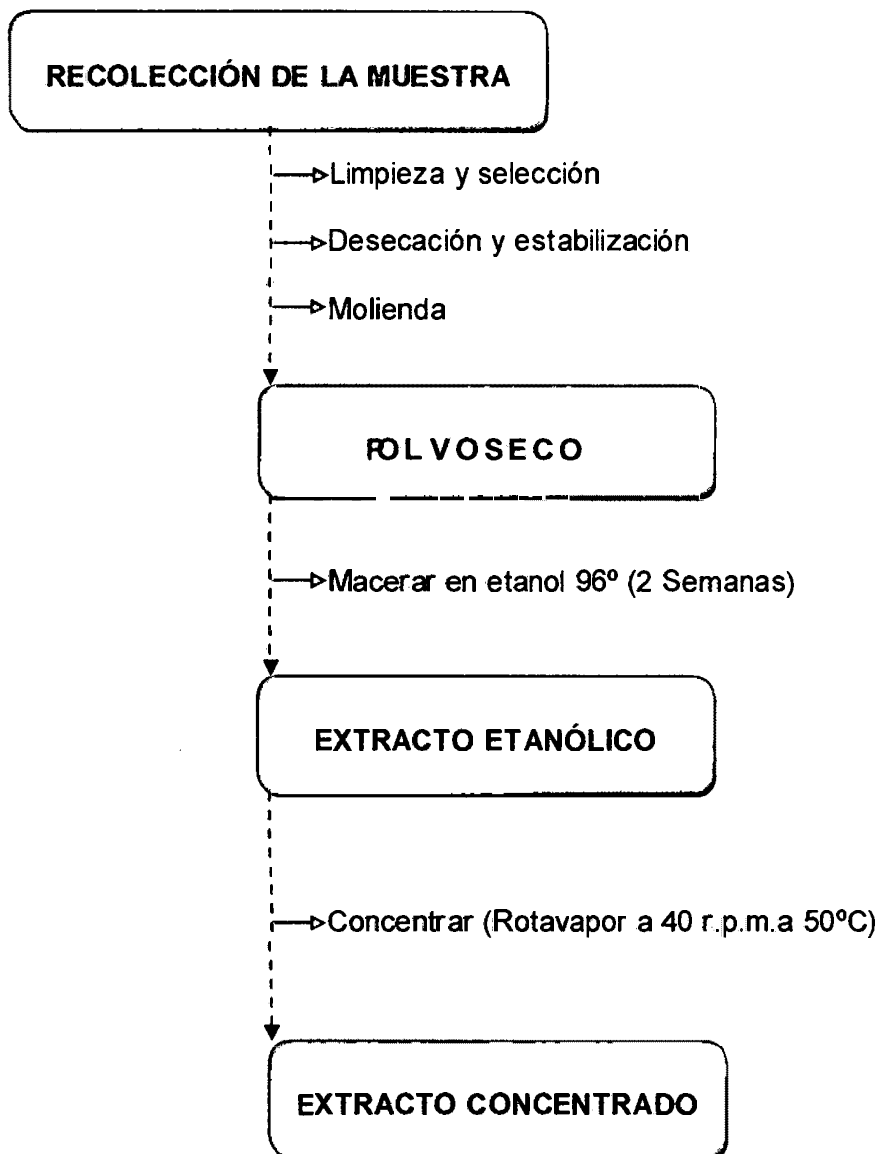 RECOLECCIÓN DE LA MUESTRA
Limpieza y selección
Desecación y estabilización
Molienda
POLVOSECO
Macerar en etanol 96º (2 Semanas)
EXTRACTO ETANÓLICO
Concentrar (Rotavapor a 40 r.p.m.a 50ºC)
EXTRACTO CONCENTRADO